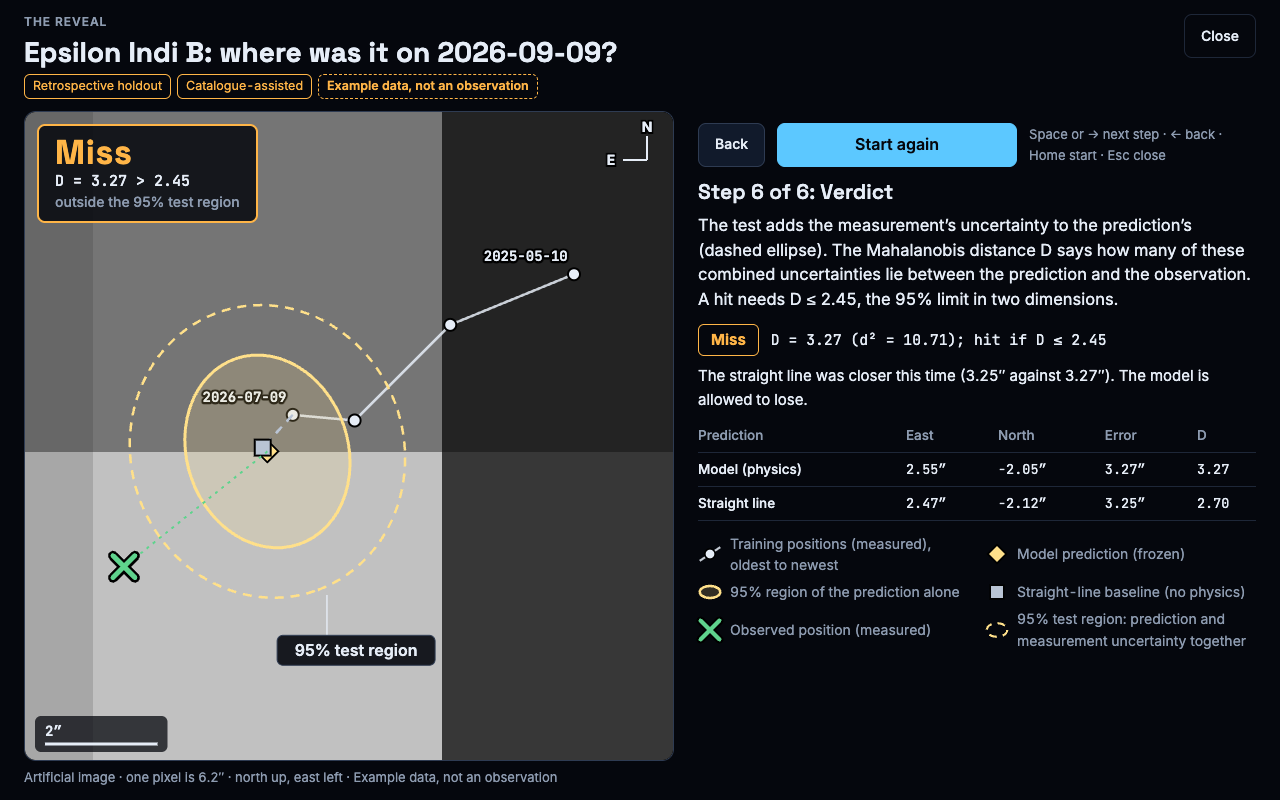 THE REVEAL
Epsilon Indi B: where was it on 2026-09-09?
Close
Retrospective holdout
Catalogue-assisted
Example data, not an observation
Miss
D = 3.27 > 2.45
outside the 95% test region
N
E
2025-05-10
2026-07-09
95% test region
2″
Artificial image · one pixel is 6.2″ · north up, east left · Example data, not an observation
Back
Start again
Space or → next step · ← back ·
Home start · Esc close
Step 6 of 6: Verdict
The test adds the measurement’s uncertainty to the prediction’s
(dashed ellipse). The Mahalanobis distance D says how many of these
combined uncertainties lie between the prediction and the observation.
A hit needs D ≤ 2.45, the 95% limit in two dimensions.
Miss D = 3.27 (d² = 10.71); hit if D ≤ 2.45
The straight line was closer this time (3.25″ against 3.27″). The model is
allowed to lose.
Prediction East North Error D
Model (physics) 2.55″ -2.05″ 3.27″ 3.27
Straight line 2.47″ -2.12″ 3.25″ 2.70
Training positions (measured),
oldest to newest
Model prediction (frozen)
95% region of the prediction alone
Straight-line baseline (no physics)
Observed position (measured)
95% test region: prediction and
measurement uncertainty together